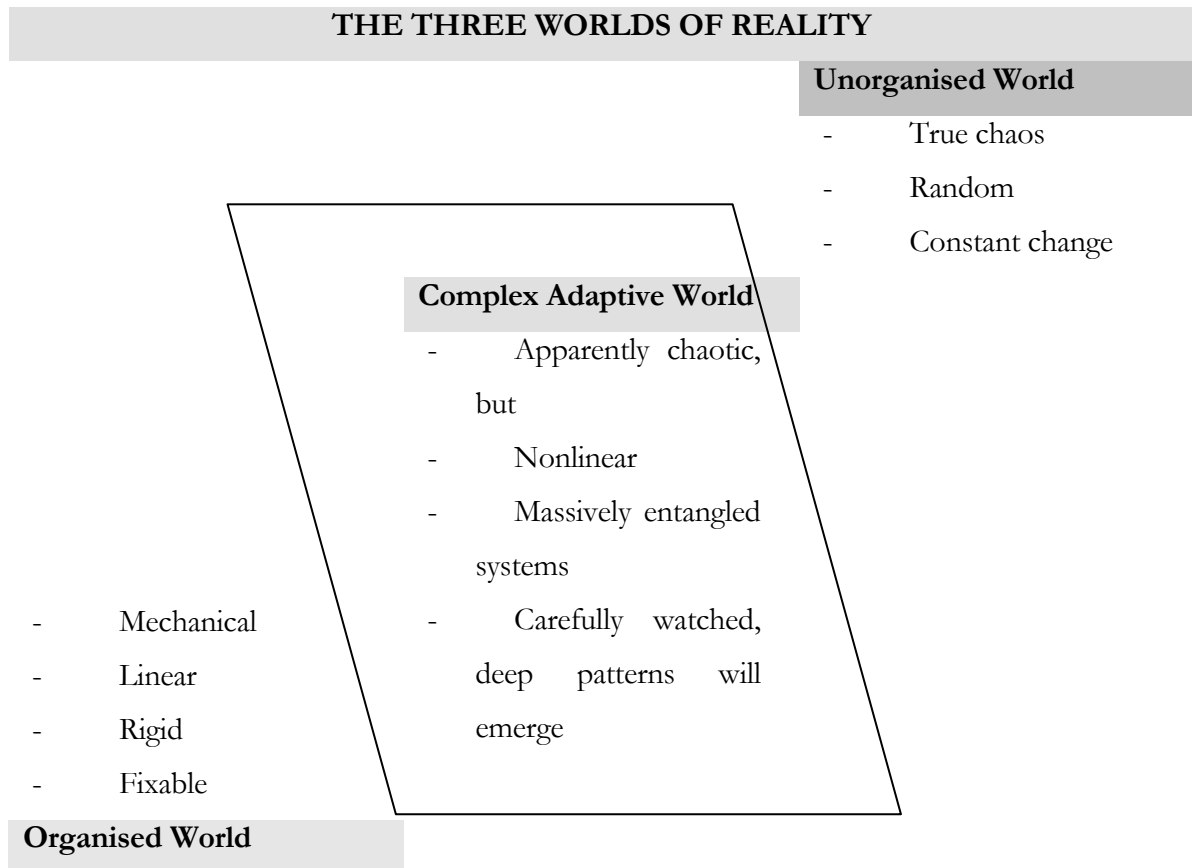 THE THREE WORLDS OF REALITY
Unorganised World
- True chaos
- Random
- Constant change
Complex Adaptive World
- Apparently chaotic,
but
- Nonlinear
- Massively entangled
systems
- Carefully watched,
deep patterns will
emerge
- Mechanical
- Linear
- Rigid
- Fixable
Organised World